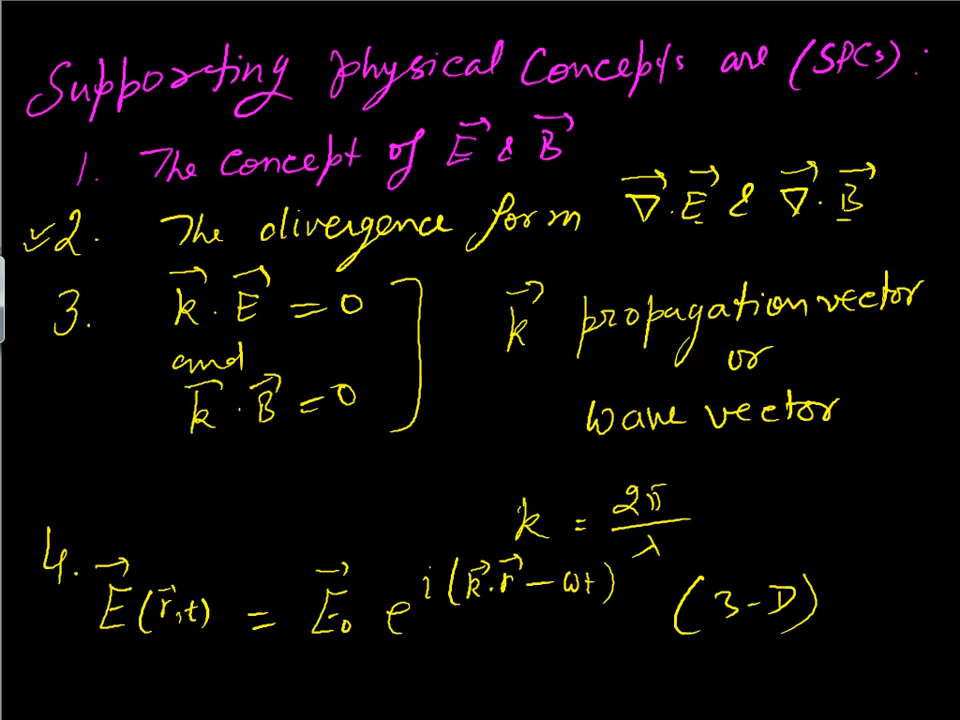 Supporting physical Concepts are (SPCs) :
1. The concept of E⃗ & B⃗
✓2. The divergence form ∇⃗·E⃗ & ∇⃗·B⃗
3. k⃗·E⃗ = 0
and
k⃗·B⃗ = 0
k⃗ propagation vector
or
wave vector
k = 2π/λ
4. E⃗(r⃗,t) = E⃗₀ e^{i(k⃗·r⃗ − ωt)} (3-D)